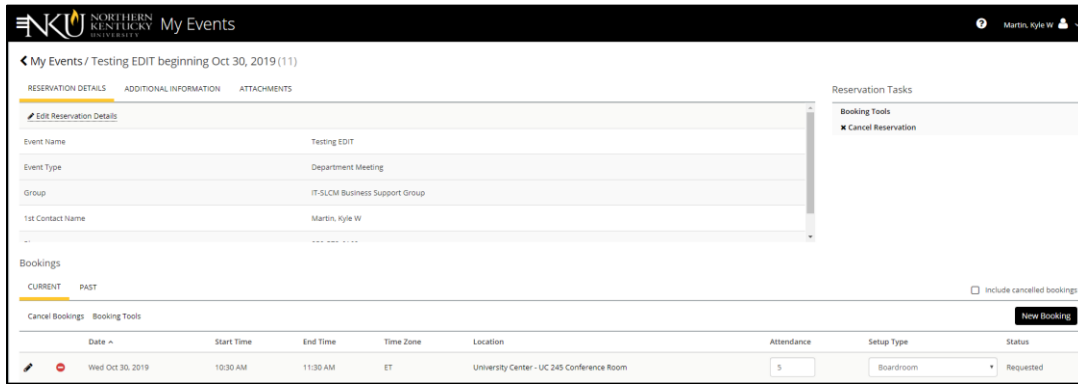 NKU NORTHERN KENTUCKY UNIVERSITY My Events
Martin, Kyle W
My Events / Testing EDIT beginning Oct 30, 2019 (11)
RESERVATION DETAILS ADDITIONAL INFORMATION ATTACHMENTS
Reservation Tasks
Edit Reservation Details
Booking Tools
Cancel Reservation
Event Name Testing EDIT
Event Type Department Meeting
Group IT-SLCM Business Support Group
1st Contact Name Martin, Kyle W
Bookings
CURRENT PAST
Include cancelled bookings
Cancel Bookings Booking Tools New Booking
Date Start Time End Time Time Zone Location Attendance Setup Type Status
Wed Oct 30, 2019 10:30 AM 11:30 AM ET University Center - UC 245 Conference Room 5 Boardroom Requested